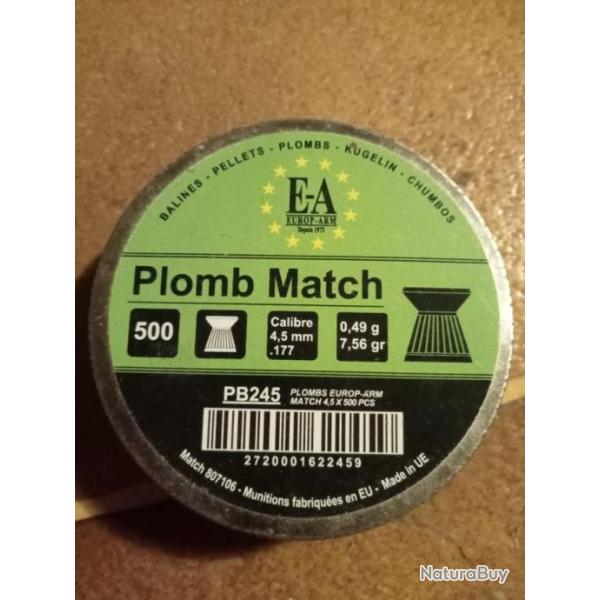 BALINES - PELLETS - PLOMBS - KUGELIN - CHUMBOS
E-A
EUROP-ARM
Depuis 1975
Plomb Match
500
Calibre
4,5 mm
.177
0,49 g
7,56 gr
PB245
PLOMBS EUROP-ARM
MATCH 4,5 X 500 PCS
2720001622459
Match 807106 - Munitions fabriquées en EU - Made in UE
NaturaBuy